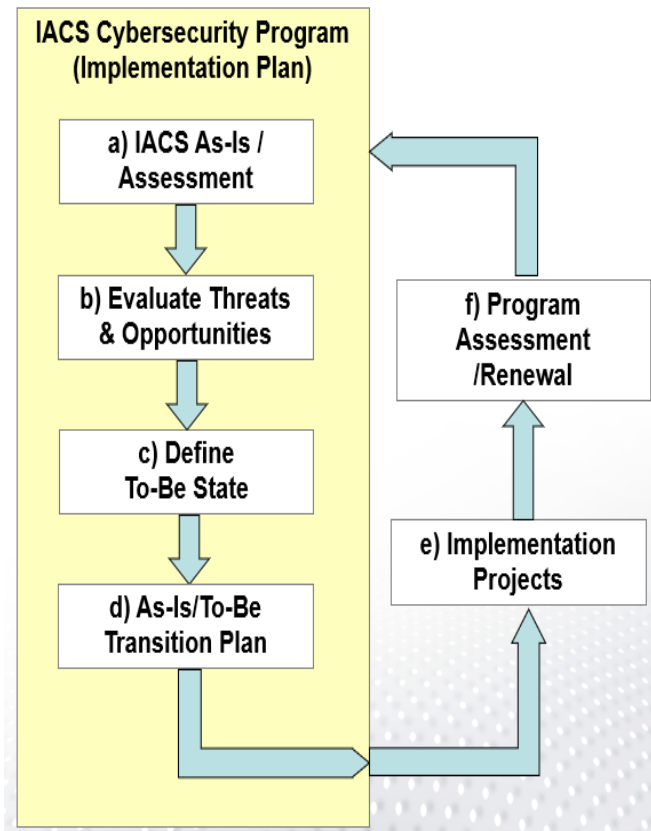 IACS Cybersecurity Program
(Implementation Plan)
a) IACS As-Is /
Assessment
b) Evaluate Threats
& Opportunities
c) Define
To-Be State
d) As-Is/To-Be
Transition Plan
e) Implementation
Projects
f) Program
Assessment
/Renewal